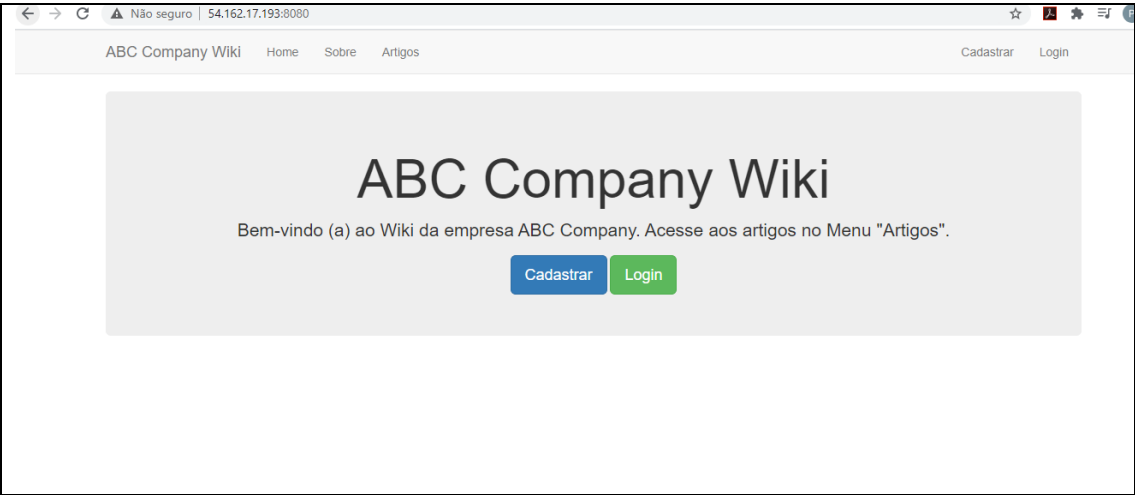 Não seguro 54.162.17.193:8080
ABC Company Wiki Home Sobre Artigos Cadastrar Login
ABC Company Wiki
Bem-vindo (a) ao Wiki da empresa ABC Company. Acesse aos artigos no Menu "Artigos".
Cadastrar Login